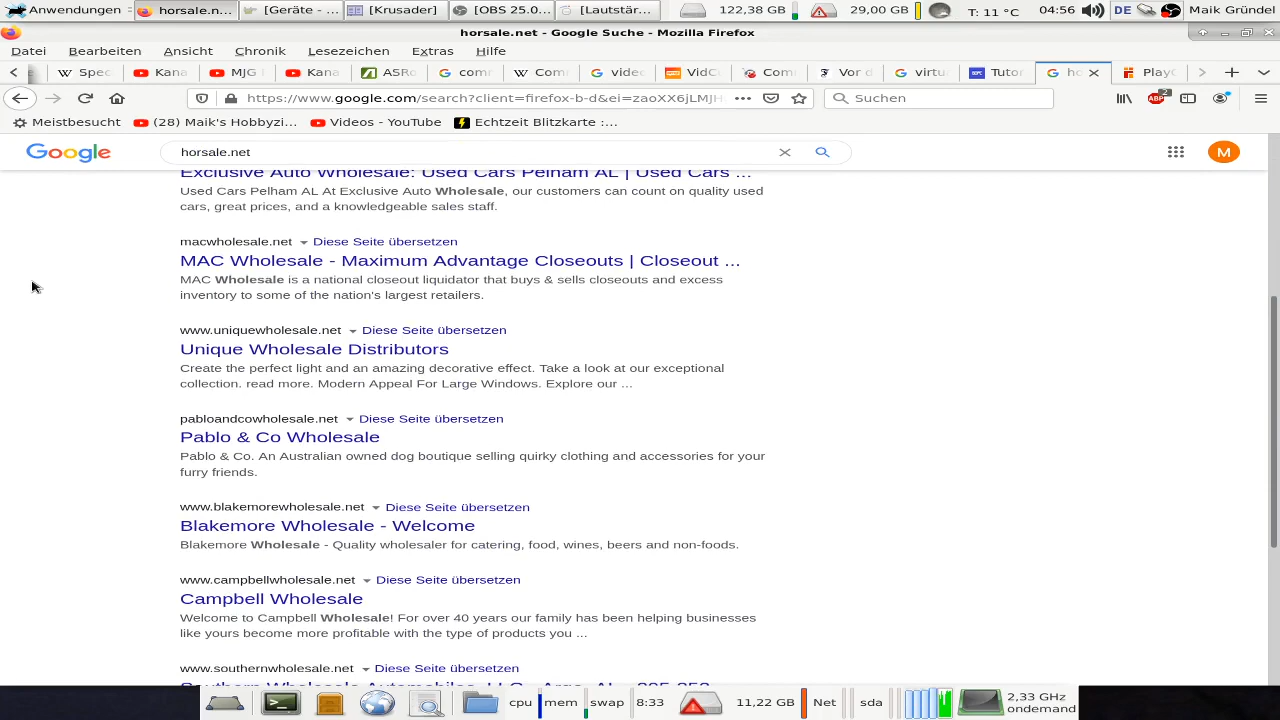 Anwendungen
horsale.n...
(Geräte - ...
[Krusader]
[OBS 25.0...
[Lautstär...
122,38 GB
29,00 GB
T: 11 °C
04:56
DE
Maik Gründel
horsale.net - Google Suche - Mozilla Firefox
Datei Bearbeiten Ansicht Chronik Lesezeichen Extras Hilfe
Spec
Kana
MJG
Kana
ASRo
comr
Com
video
VidC
Com
Vor d
virtu
Tutor
ho
PlayO
https://www.google.com/search?client=firefox-b-d&ei=zaoXX6jLMJH
Suchen
ABP
2
Meistbesucht
(28) Maik's Hobbyzi...
Videos - YouTube
Echtzeit Blitzkarte :...
Google
horsale.net
M
Exclusive Auto Wholesale: Used Cars Pelham AL | Used Cars ...
Used Cars Pelham AL At Exclusive Auto Wholesale, our customers can count on quality used
cars, great prices, and a knowledgeable sales staff.
macwholesale.net Diese Seite übersetzen
MAC Wholesale - Maximum Advantage Closeouts | Closeout ...
MAC Wholesale is a national closeout liquidator that buys & sells closeouts and excess
inventory to some of the nation's largest retailers.
www.uniquewholesale.net Diese Seite übersetzen
Unique Wholesale Distributors
Create the perfect light and an amazing decorative effect. Take a look at our exceptional
collection. read more. Modern Appeal For Large Windows. Explore our ...
pabloandcowholesale.net Diese Seite übersetzen
Pablo & Co Wholesale
Pablo & Co. An Australian owned dog boutique selling quirky clothing and accessories for your
furry friends.
www.blakemorewholesale.net Diese Seite übersetzen
Blakemore Wholesale - Welcome
Blakemore Wholesale - Quality wholesaler for catering, food, wines, beers and non-foods.
www.campbellwholesale.net Diese Seite übersetzen
Campbell Wholesale
Welcome to Campbell Wholesale! For over 40 years our family has been helping businesses
like yours become more profitable with the type of products you ...
www.southernwholesale.net Diese Seite übersetzen
cpu
mem
swap
8:33
11,22 GB
Net
sda
2,33 GHz
ondemand